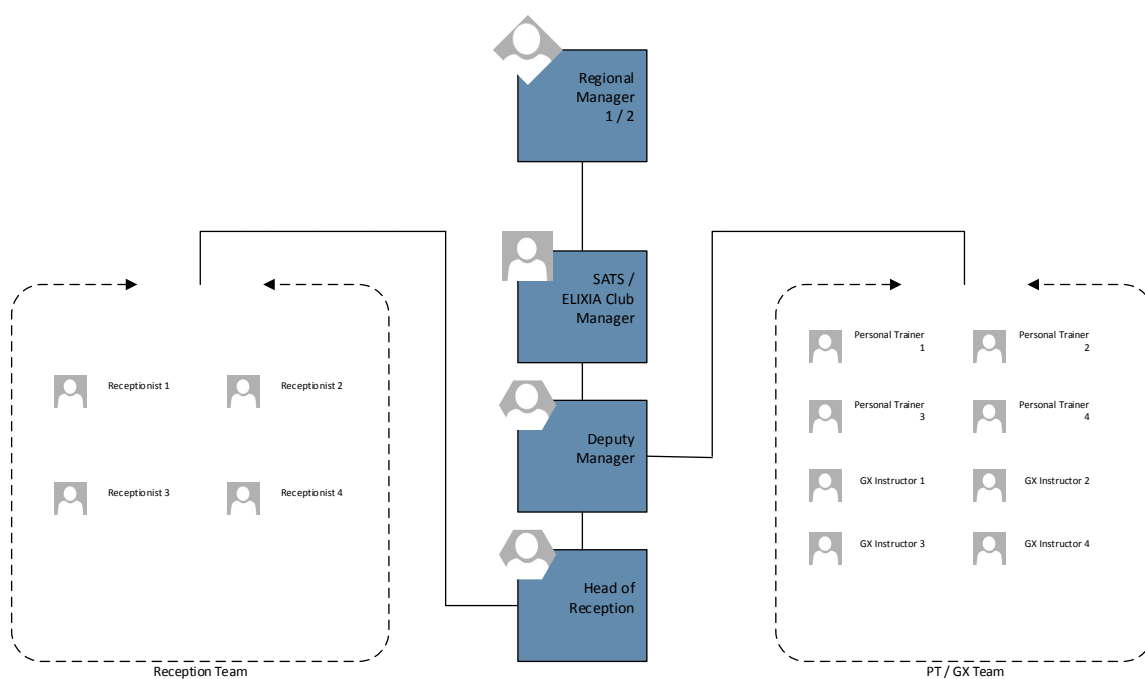 Regional
Manager
1 / 2
SATS /
ELIXIA Club
Manager
Deputy
Manager
Head of
Reception
Receptionist 1
Receptionist 2
Receptionist 3
Receptionist 4
Reception Team
Personal Trainer
1
Personal Trainer
2
Personal Trainer
3
Personal Trainer
4
GX Instructor 1
GX Instructor 2
GX Instructor 3
GX Instructor 4
PT / GX Team